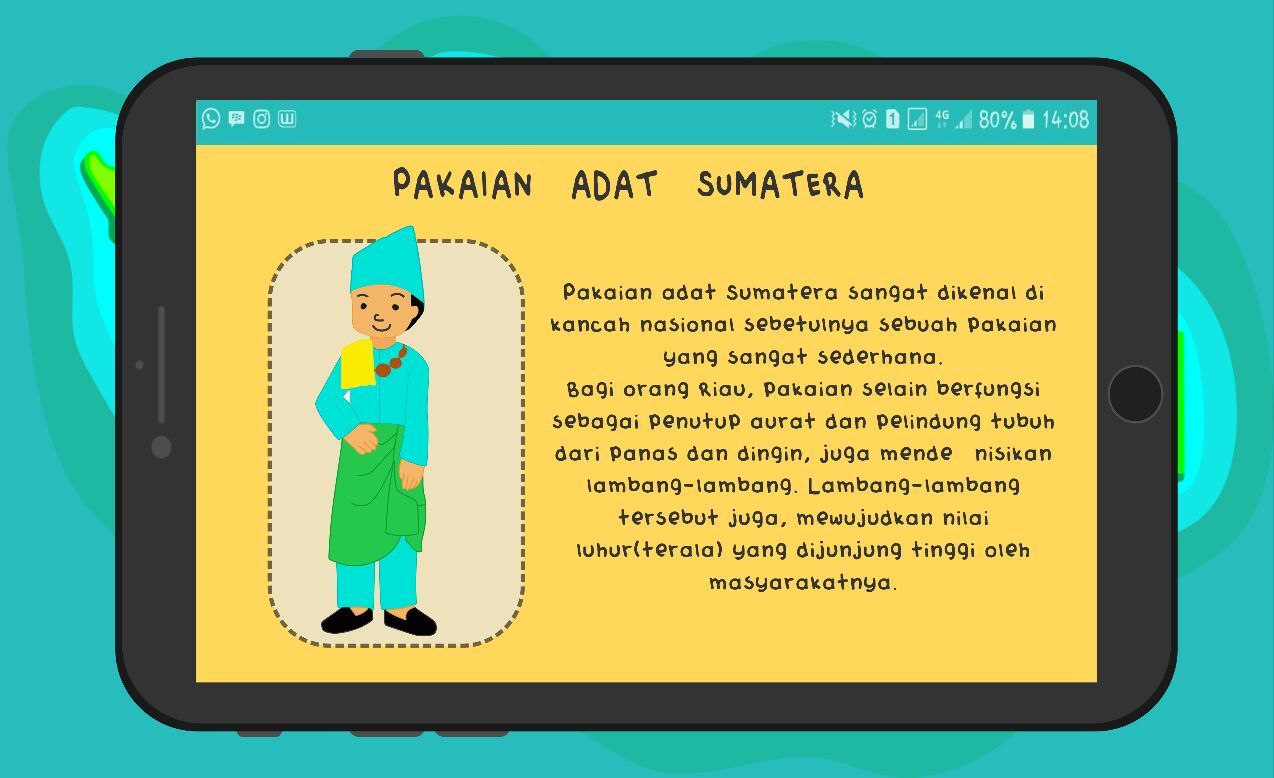 4G
1
80%
14:08
PAKAIAN ADAT SUMATERA
Pakaian adat Sumatera sangat dikenal di
kancah nasional sebetulnya sebuah pakaian
yang sangat sederhana.
Bagi orang Riau, pakaian selain berfungsi
sebagai penutup aurat dan pelindung tubuh
dari panas dan dingin, juga mende nisikan
lambang-lambang. Lambang-lambang
tersebut juga, mewujudkan nilai
luhur(terala) yang dijunjung tinggi oleh
masyarakatnya.